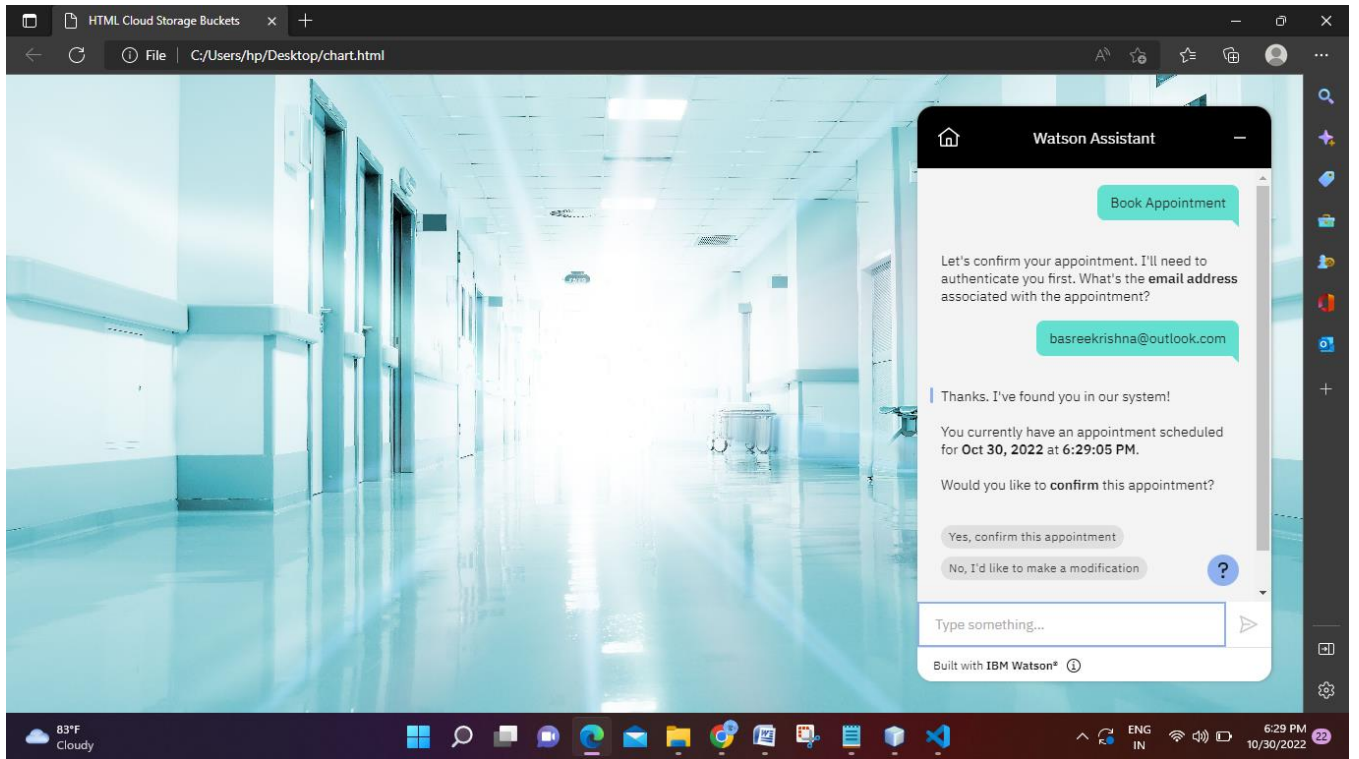 HTML Cloud Storage Buckets
File
C:/Users/hp/Desktop/chart.html
Watson Assistant
Book Appointment
Let's confirm your appointment. I'll need to
authenticate you first. What's the email address
associated with the appointment?
basreekrishna@outlook.com
Thanks. I've found you in our system!
You currently have an appointment scheduled
for Oct 30, 2022 at 6:29:05 PM.
Would you like to confirm this appointment?
Yes, confirm this appointment
No, I'd like to make a modification
?
Type something...
Built with IBM Watson®
83°F
Cloudy
ENG
IN
6:29 PM
10/30/2022
22